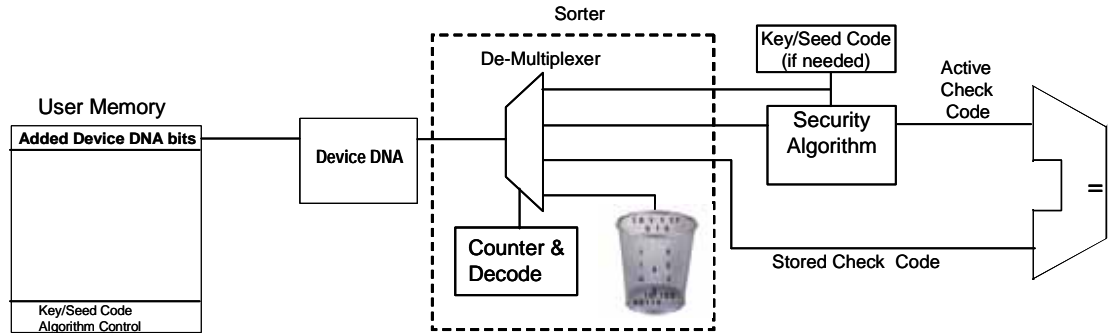 Sorter
Key/Seed Code
(if needed)
De-Multiplexer
Active
Check
Code
User Memory
Added Device DNA bits
Device DNA
Security
Algorithm
=
Counter &
Decode
Stored Check Code
Key/Seed Code
Algorithm Control